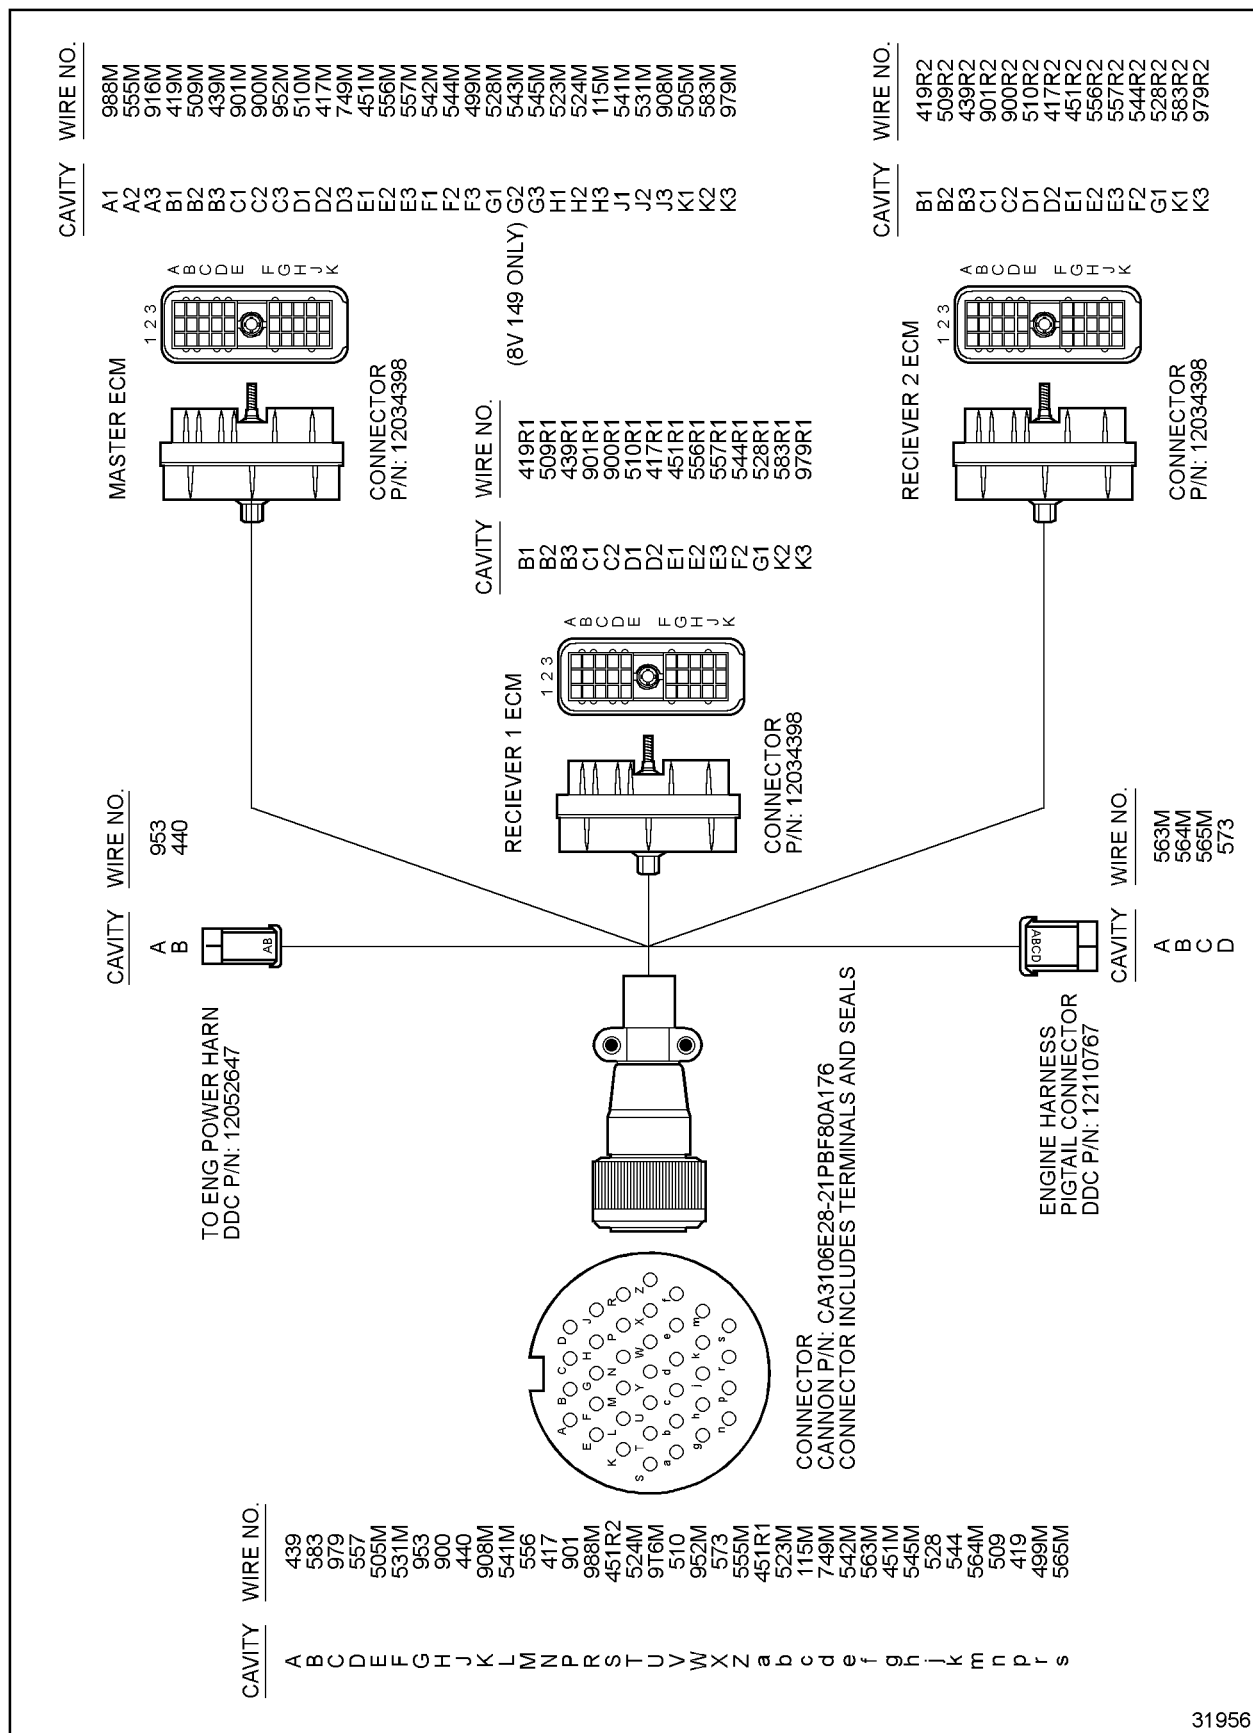 CAVITY WIRE NO.
A 439
B 583
C 979
D 557
E 505M
F 531M
G 953
H 900
J 440
K 908M
L 541M
M 556
N 417
P 901
R 988M
S 451R2
T 524M
U 9T6M
V 510
W 952M
X 573
Z 555M
a 451R1
b 523M
c 115M
d 749M
e 542M
f 563M
g 451M
h 545M
j 528
k 544
m 564M
n 509
p 419
r 499M
s 565M
A B C D
E F G H J
K L M N P R
S T U Y W X Z
a b c d e f
g h j k m
n p r s
CONNECTOR
CANNON P/N: CA3106E28-21PBF80A176
CONNECTOR INCLUDES TERMINALS AND SEALS
TO ENG POWER HARN
DDC P/N: 12052647
CAVITY WIRE NO.
A 953
B 440
AB
ENGINE HARNESS
PIGTAIL CONNECTOR
DDC P/N: 12110767
ABCD
CAVITY WIRE NO.
A 563M
B 564M
C 565M
D 573
MASTER ECM
1 2 3
A
B
C
D
E
F
G
H
J
K
CONNECTOR
P/N: 12034398
CAVITY WIRE NO.
A1 988M
A2 555M
A3 916M
B1 419M
B2 509M
B3 439M
C1 901M
C2 900M
C3 952M
D1 510M
D2 417M
D3 749M
E1 451M
E2 556M
E3 557M
F1 542M
F2 544M
F3 499M
G1 528M
(8V 149 ONLY) G2 543M
G3 545M
H1 523M
H2 524M
H3 115M
J1 541M
J2 531M
J3 908M
K1 505M
K2 583M
K3 979M
RECIEVER 1 ECM
1 2 3
A
B
C
D
E
F
G
H
J
K
CONNECTOR
P/N: 12034398
CAVITY WIRE NO.
B1 419R1
B2 509R1
B3 439R1
C1 901R1
C2 900R1
D1 510R1
D2 417R1
E1 451R1
E2 556R1
E3 557R1
F2 544R1
G1 528R1
K2 583R1
K3 979R1
RECIEVER 2 ECM
1 2 3
A
B
C
D
E
F
G
H
J
K
CONNECTOR
P/N: 12034398
CAVITY WIRE NO.
B1 419R2
B2 509R2
B3 439R2
C1 901R2
C2 900R2
D1 510R2
D2 417R2
E1 451R2
E2 556R2
E3 557R2
F2 544R2
G1 528R2
K1 583R2
K3 979R2
31956